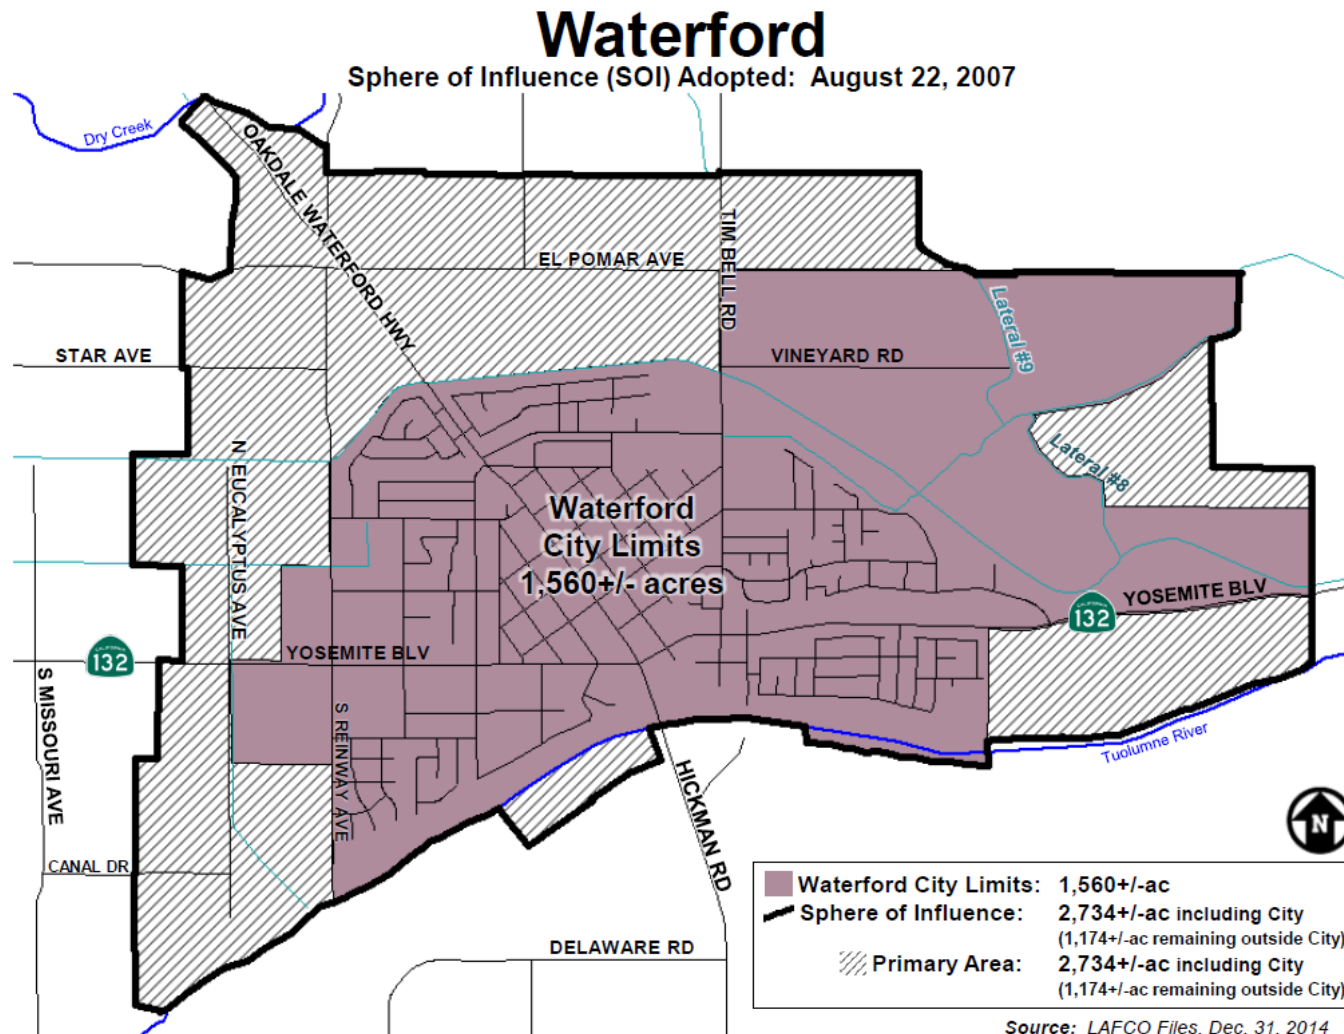 Waterford
Sphere of Influence (SOI) Adopted: August 22, 2007
Dry Creek
OAKDALE WATERFORD HWY
TIM BELL RD
EL POMAR AVE
STAR AVE
VINEYARD RD
Lateral #9
N EUCALYPTUS AVE
Lateral #8
Waterford
City Limits
1,560+/- acres
YOSEMITE BLV
CALIFORNIA
132
CALIFORNIA
132
YOSEMITE BLV
S MISSOURI AVE
S REINWAY AVE
Tuolumne River
HICKMAN RD
N
CANAL DR
DELAWARE RD
Waterford City Limits: 1,560+/-ac
Sphere of Influence: 2,734+/-ac including City
(1,174+/-ac remaining outside City)
Primary Area: 2,734+/-ac including City
(1,174+/-ac remaining outside City)
Source: LAFCO Files, Dec. 31, 2014